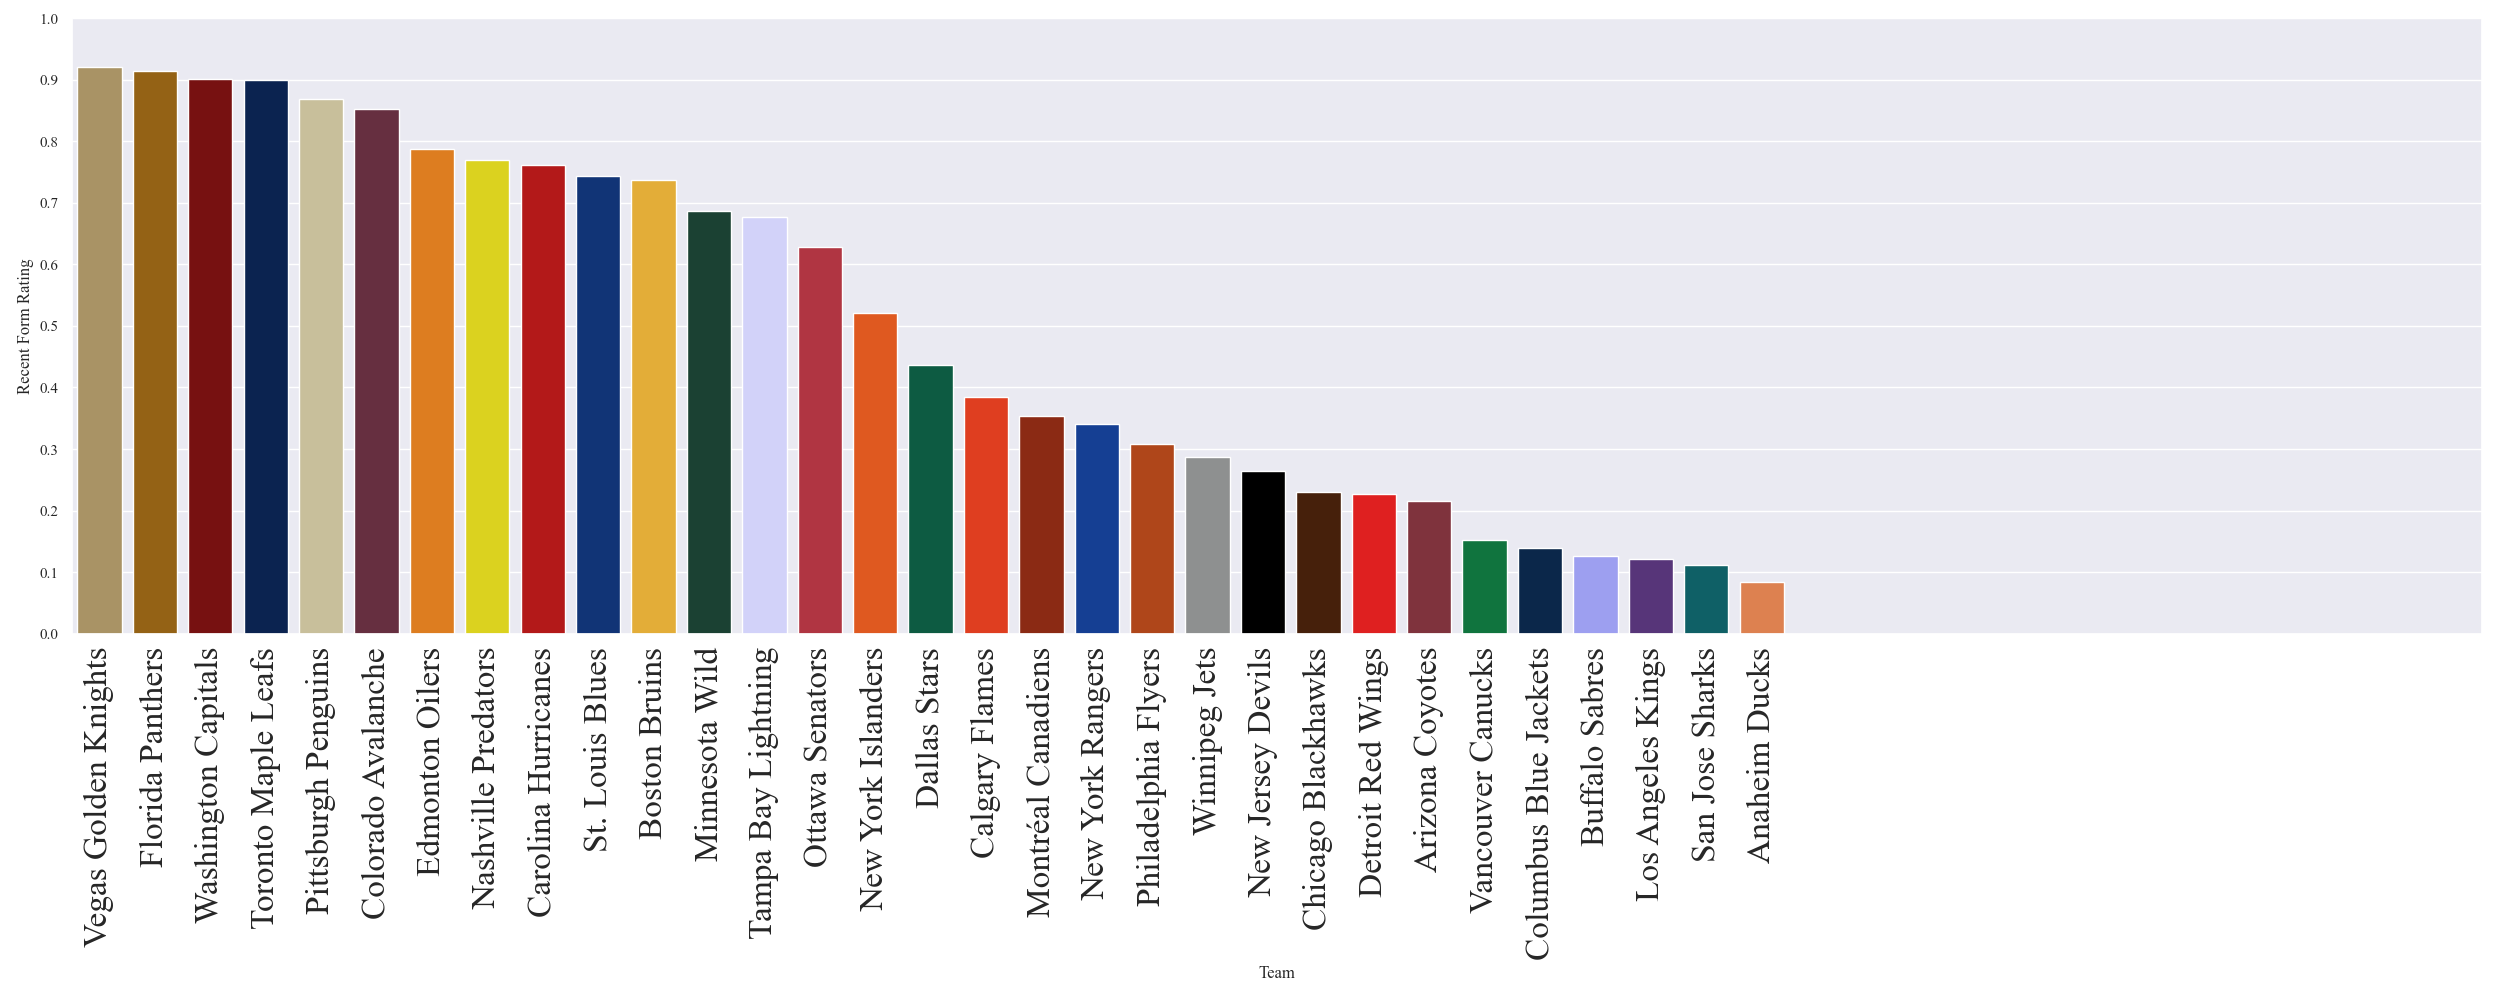 1.0
0.9
0.8
0.7
0.6
0.5
0.4
0.3
0.2
0.1
0.0
Recent Form Rating
Vegas Golden Knights
Florida Panthers
Washington Capitals
Toronto Maple Leafs
Pittsburgh Penguins
Colorado Avalanche
Edmonton Oilers
Nashville Predators
Carolina Hurricanes
St. Louis Blues
Boston Bruins
Minnesota Wild
Tampa Bay Lightning
Ottawa Senators
New York Islanders
Dallas Stars
Calgary Flames
Montréal Canadiens
New York Rangers
Philadelphia Flyers
Winnipeg Jets
New Jersey Devils
Chicago Blackhawks
Detroit Red Wings
Arizona Coyotes
Vancouver Canucks
Columbus Blue Jackets
Buffalo Sabres
Los Angeles Kings
San Jose Sharks
Anaheim Ducks
Team